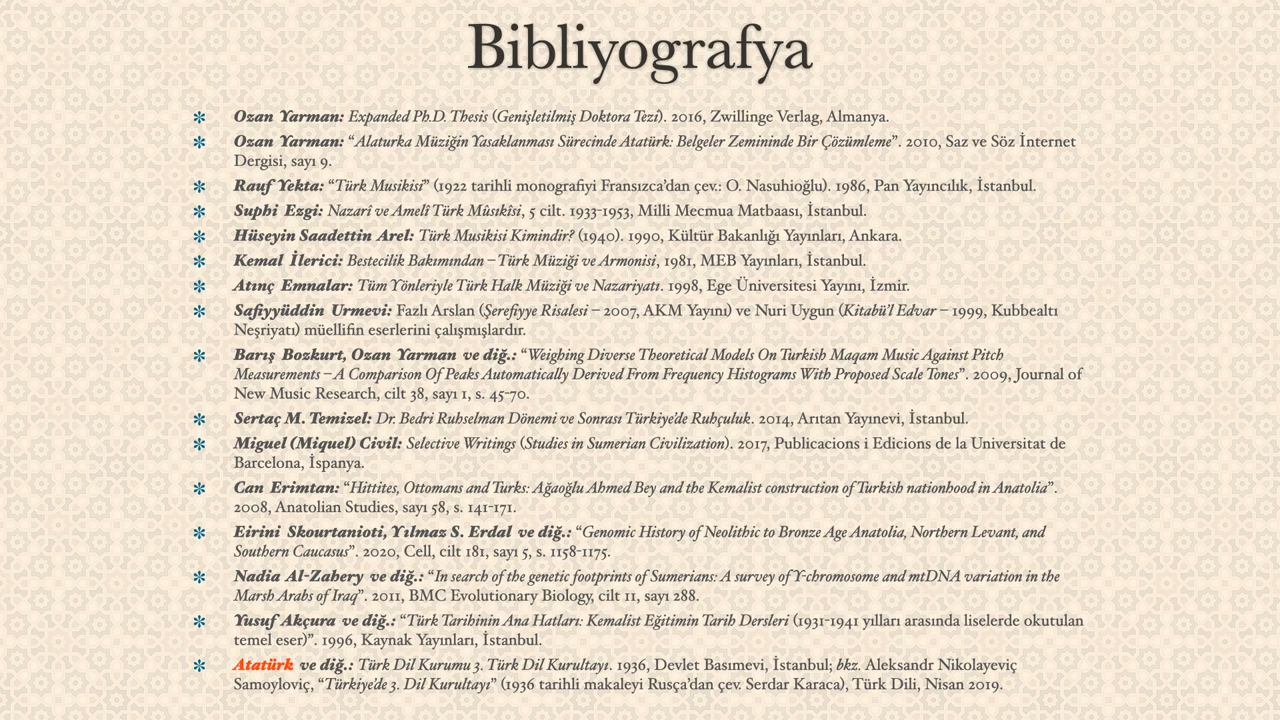 Bibliyografya
✻ Ozan Yarman: Expanded Ph.D. Thesis (Genişletilmiş Doktora Tezi). 2016, Zwillinge Verlag, Almanya.
✻ Ozan Yarman: “Alaturka Müziğin Yasaklanması Sürecinde Atatürk: Belgeler Zemininde Bir Çözümleme”. 2010, Saz ve Söz İnternet
Dergisi, sayı 9.
✻ Rauf Yekta: “Türk Musikisi” (1922 tarihli monografiyi Fransızca’dan çev.: O. Nasuhioğlu). 1986, Pan Yayıncılık, İstanbul.
✻ Suphi Ezgi: Nazarî ve Amelî Türk Mûsıkîsi, 5 cilt. 1933-1953, Milli Mecmua Matbaası, İstanbul.
✻ Hüseyin Saadettin Arel: Türk Musikisi Kimindir? (1940). 1990, Kültür Bakanlığı Yayınları, Ankara.
✻ Kemal İlerici: Bestecilik Bakımından – Türk Müziği ve Armonisi, 1981, MEB Yayınları, İstanbul.
✻ Atınç Emnalar: Tüm Yönleriyle Türk Halk Müziği ve Nazariyatı. 1998, Ege Üniversitesi Yayını, İzmir.
✻ Safiyyüddin Urmevi: Fazlı Arslan (Şerefiyye Risalesi – 2007, AKM Yayını) ve Nuri Uygun (Kitabü’l Edvar – 1999, Kubbealtı
Neşriyatı) müellifin eserlerini çalışmışlardır.
✻ Barış Bozkurt, Ozan Yarman ve diğ.: “Weighing Diverse Theoretical Models On Turkish Maqam Music Against Pitch
Measurements – A Comparison Of Peaks Automatically Derived From Frequency Histograms With Proposed Scale Tones”. 2009, Journal of
New Music Research, cilt 38, sayı 1, s. 45-70.
✻ Sertaç M. Temizel: Dr. Bedri Ruhselman Dönemi ve Sonrası Türkiye’de Ruhçuluk. 2014, Arıtan Yayınevi, İstanbul.
✻ Miguel (Miquel) Civil: Selective Writings (Studies in Sumerian Civilization). 2017, Publicacions i Edicions de la Universitat de
Barcelona, İspanya.
✻ Can Erimtan: “Hittites, Ottomans and Turks: Ağaoğlu Ahmed Bey and the Kemalist construction of Turkish nationhood in Anatolia”.
2008, Anatolian Studies, sayı 58, s. 141-171.
✻ Eirini Skourtanioti, Yılmaz S. Erdal ve diğ.: “Genomic History of Neolithic to Bronze Age Anatolia, Northern Levant, and
Southern Caucasus”. 2020, Cell, cilt 181, sayı 5, s. 1158-1175.
✻ Nadia Al-Zahery ve diğ.: “In search of the genetic footprints of Sumerians: A survey of Y-chromosome and mtDNA variation in the
Marsh Arabs of Iraq”. 2011, BMC Evolutionary Biology, cilt 11, sayı 288.
✻ Yusuf Akçura ve diğ.: “Türk Tarihinin Ana Hatları: Kemalist Eğitimin Tarih Dersleri (1931-1941 yılları arasında liselerde okutulan
temel eser)”. 1996, Kaynak Yayınları, İstanbul.
✻ Atatürk ve diğ.: Türk Dil Kurumu 3. Türk Dil Kurultayı. 1936, Devlet Basımevi, İstanbul; bkz. Aleksandr Nikolayeviç
Samoyloviç, “Türkiye’de 3. Dil Kurultayı” (1936 tarihli makaleyi Rusça’dan çev. Serdar Karaca), Türk Dili, Nisan 2019.